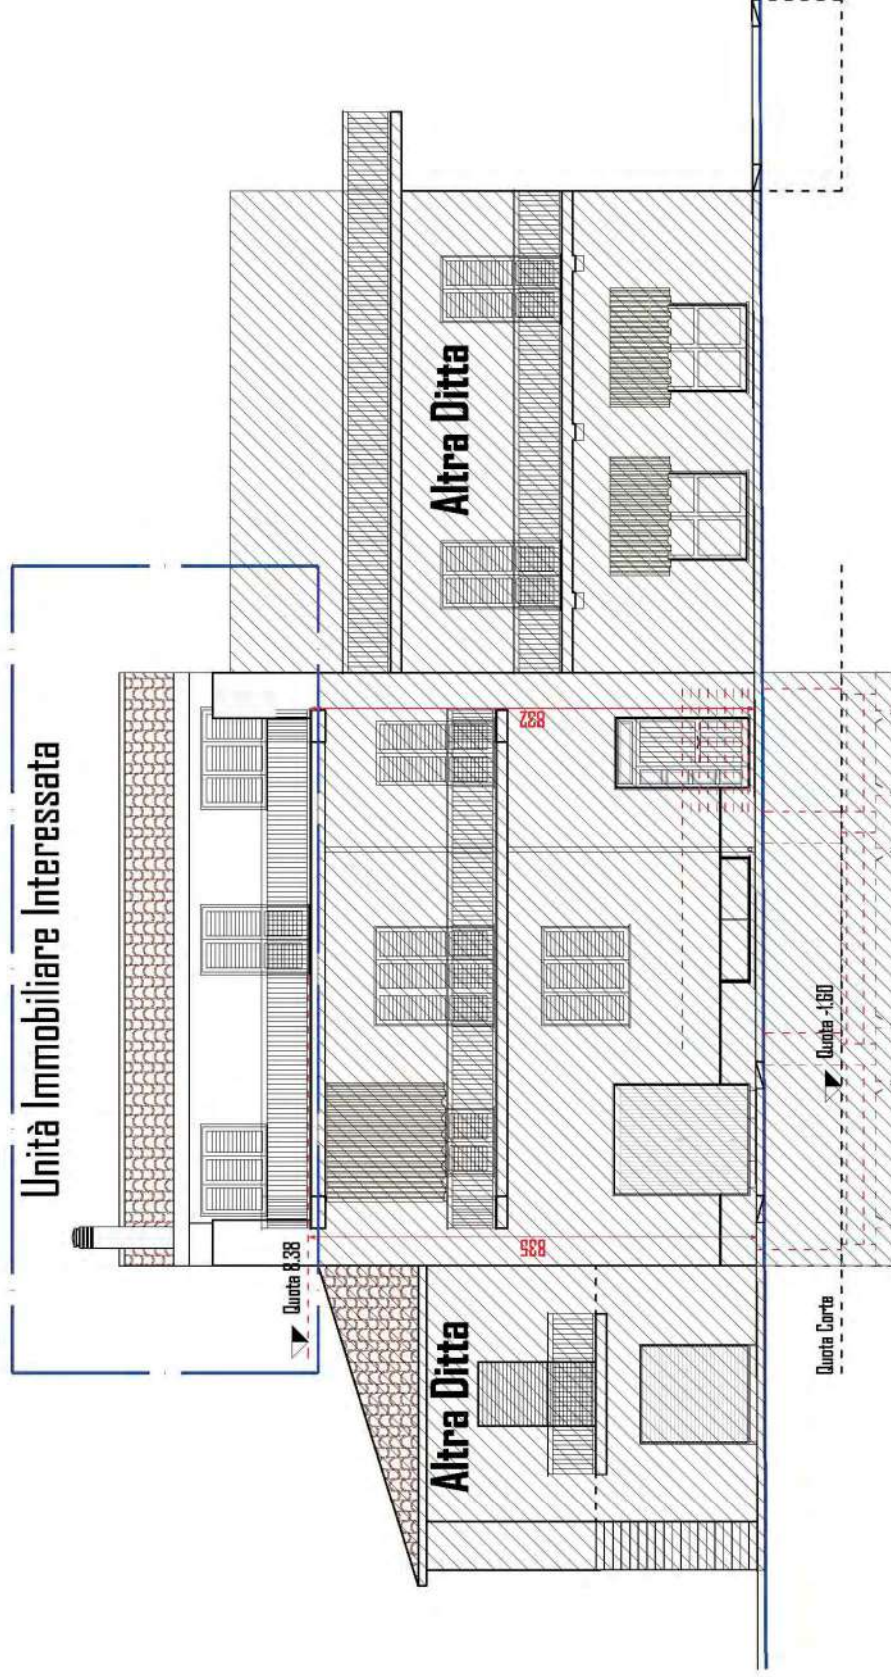 Unità Immobiliare Interessata
Quota 8.38
Altra Ditta
Altra Ditta
835
832
Quota Corte
Quota -1.60